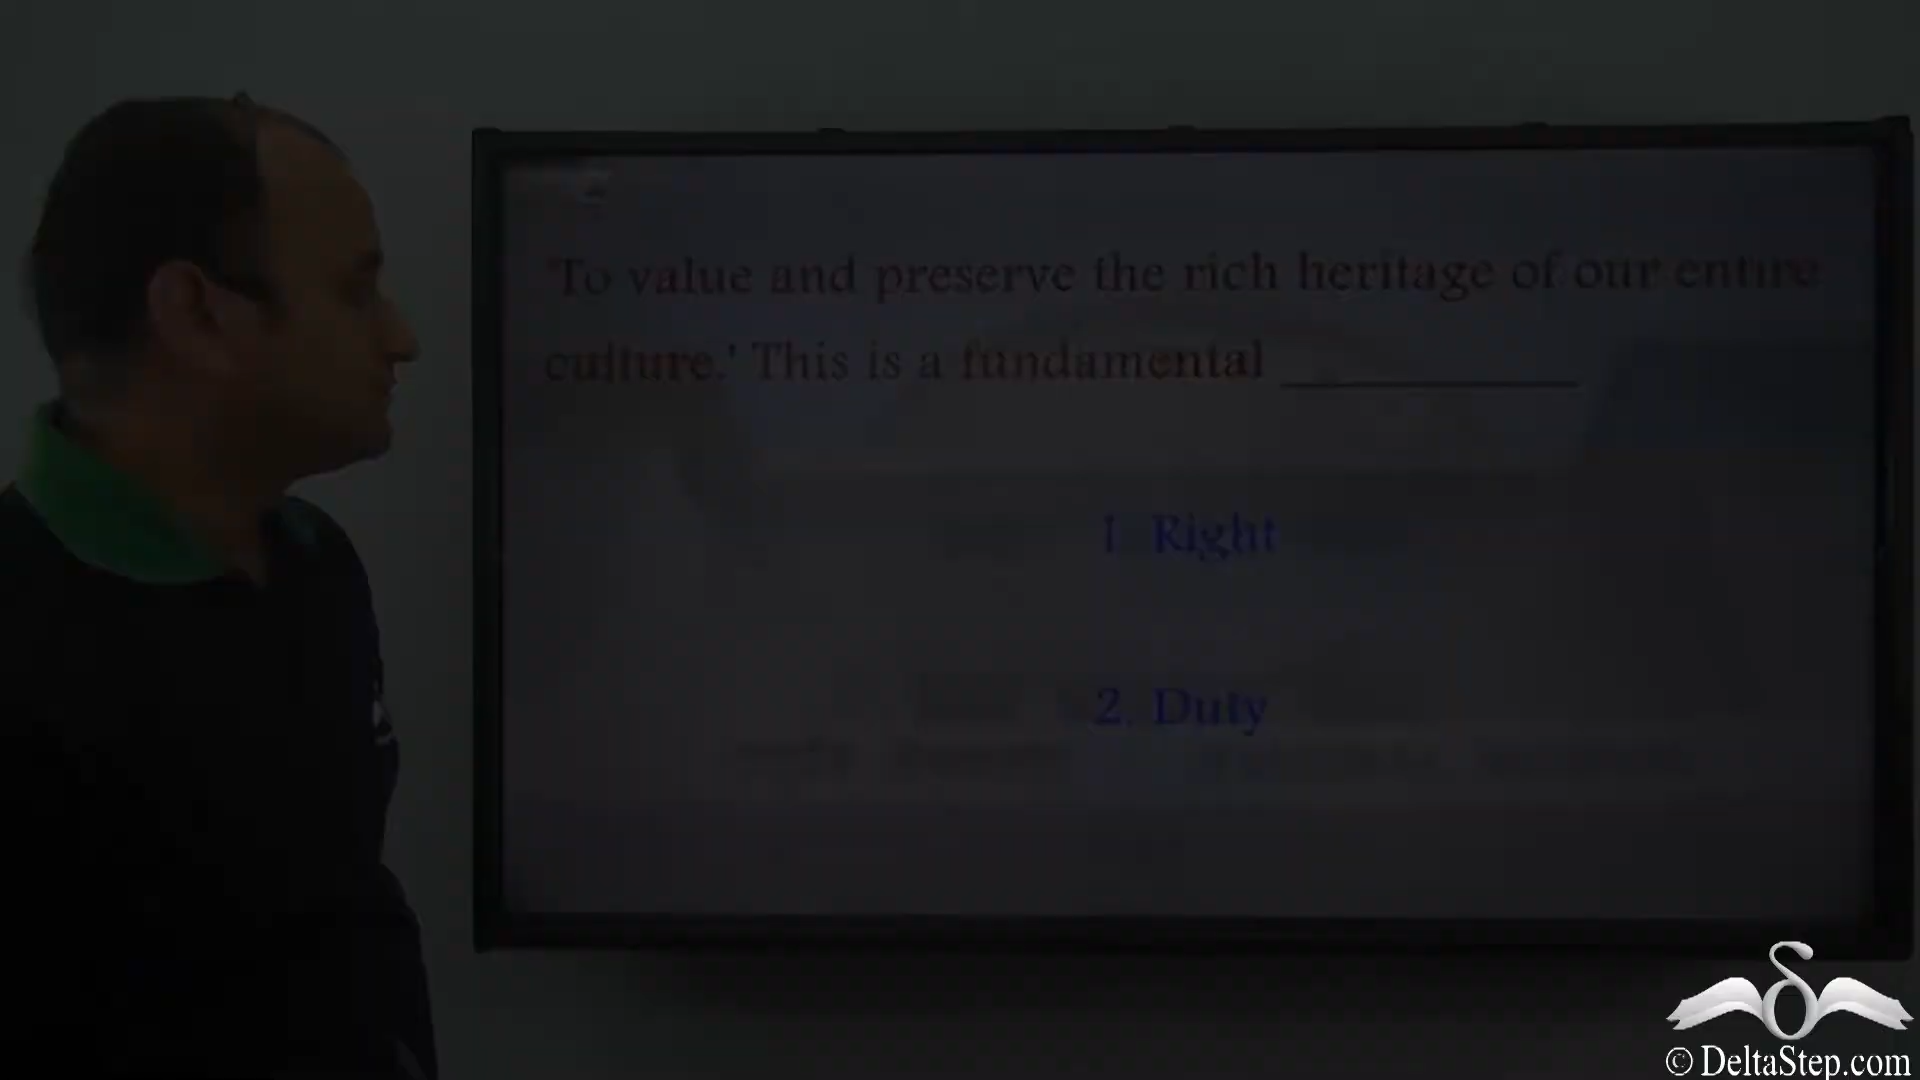 'To value and preserve the rich heritage of our entire
culture.' This is a fundamental ___________
1. Right
2. Duty
© DeltaStep.com